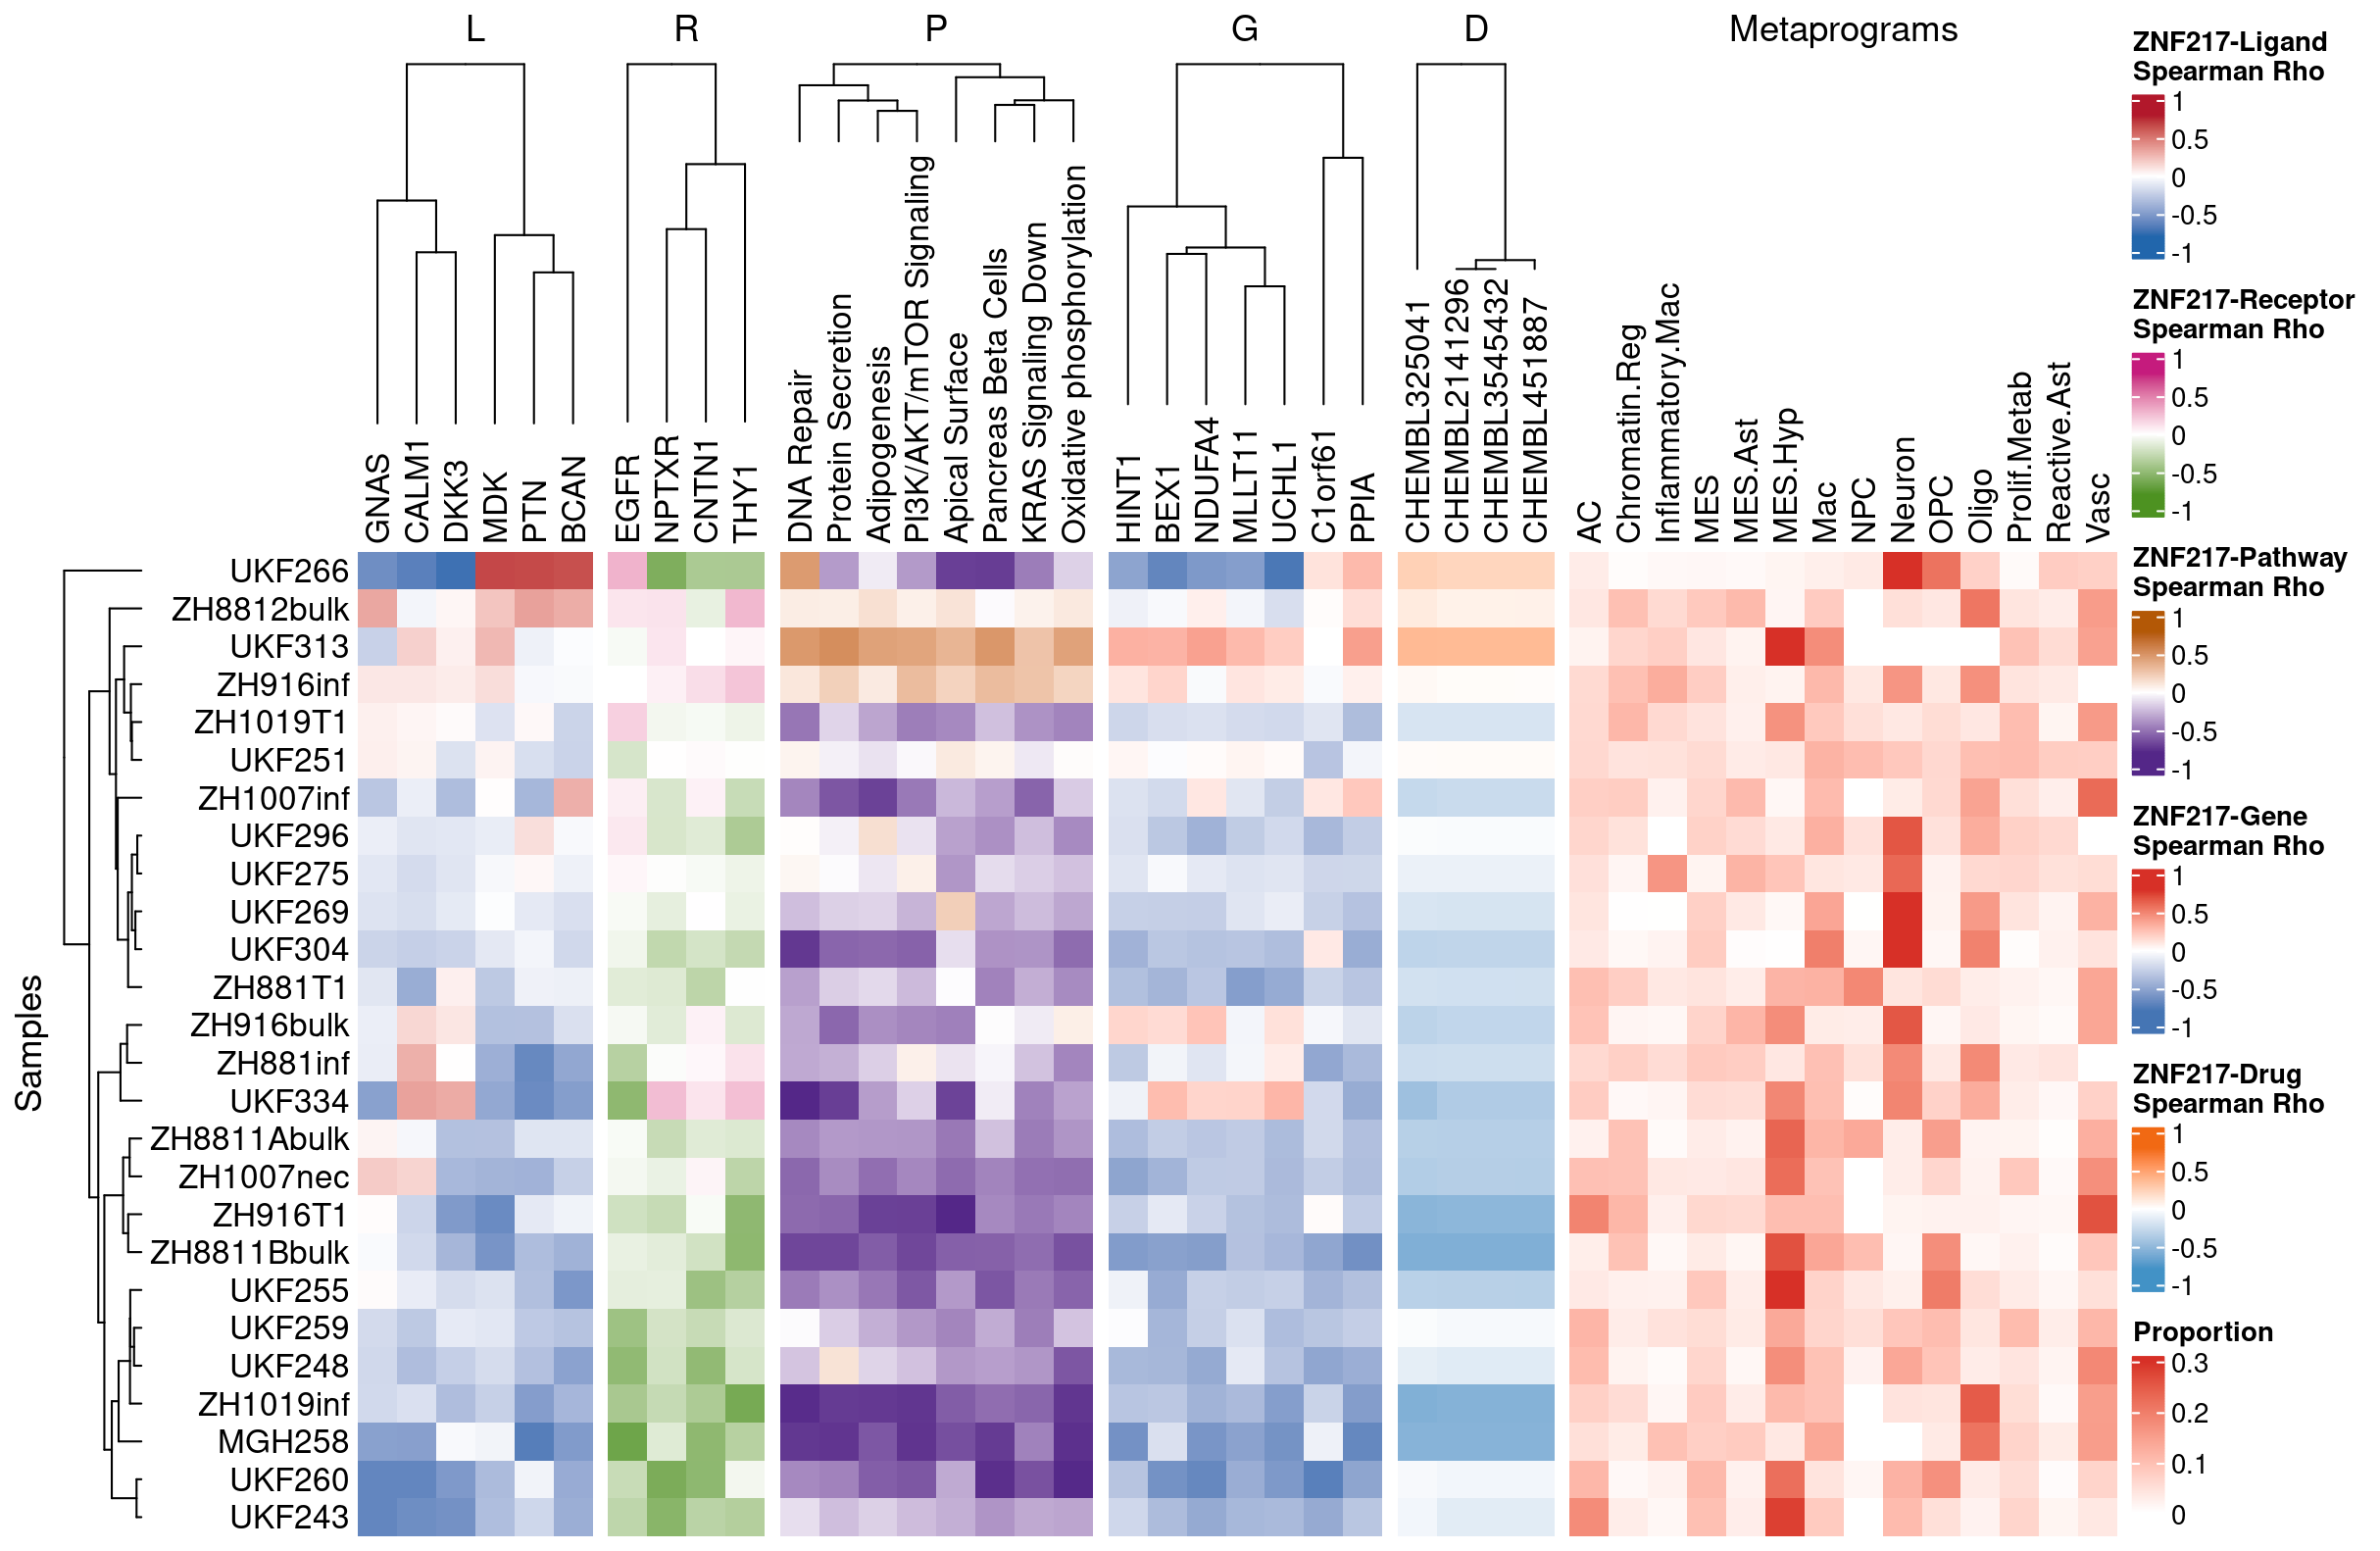 L
R
P
G
D
Metaprograms
GNAS
CALM1
DKK3
MDK
PTN
BCAN
EGFR
NPTXR
CNTN1
THY1
DNA Repair
Protein Secretion
Adipogenesis
PI3K/AKT/mTOR Signaling
Apical Surface
Pancreas Beta Cells
KRAS Signaling Down
Oxidative phosphorylation
HINT1
BEX1
NDUFA4
MLLT11
UCHL1
C1orf61
PPIA
CHEMBL325041
CHEMBL2141296
CHEMBL3545432
CHEMBL451887
AC
Chromatin.Reg
Inflammatory.Mac
MES
MES.Ast
MES.Hyp
Mac
NPC
Neuron
OPC
Oligo
Prolif.Metab
Reactive.Ast
Vasc
Samples
UKF266
ZH8812bulk
UKF313
ZH916inf
ZH1019T1
UKF251
ZH1007inf
UKF296
UKF275
UKF269
UKF304
ZH881T1
ZH916bulk
ZH881inf
UKF334
ZH8811Abulk
ZH1007nec
ZH916T1
ZH8811Bbulk
UKF255
UKF259
UKF248
ZH1019inf
MGH258
UKF260
UKF243
ZNF217-Ligand
Spearman Rho
1
0.5
0
-0.5
-1
ZNF217-Receptor
Spearman Rho
1
0.5
0
-0.5
-1
ZNF217-Pathway
Spearman Rho
1
0.5
0
-0.5
-1
ZNF217-Gene
Spearman Rho
1
0.5
0
-0.5
-1
ZNF217-Drug
Spearman Rho
1
0.5
0
-0.5
-1
Proportion
0.3
0.2
0.1
0